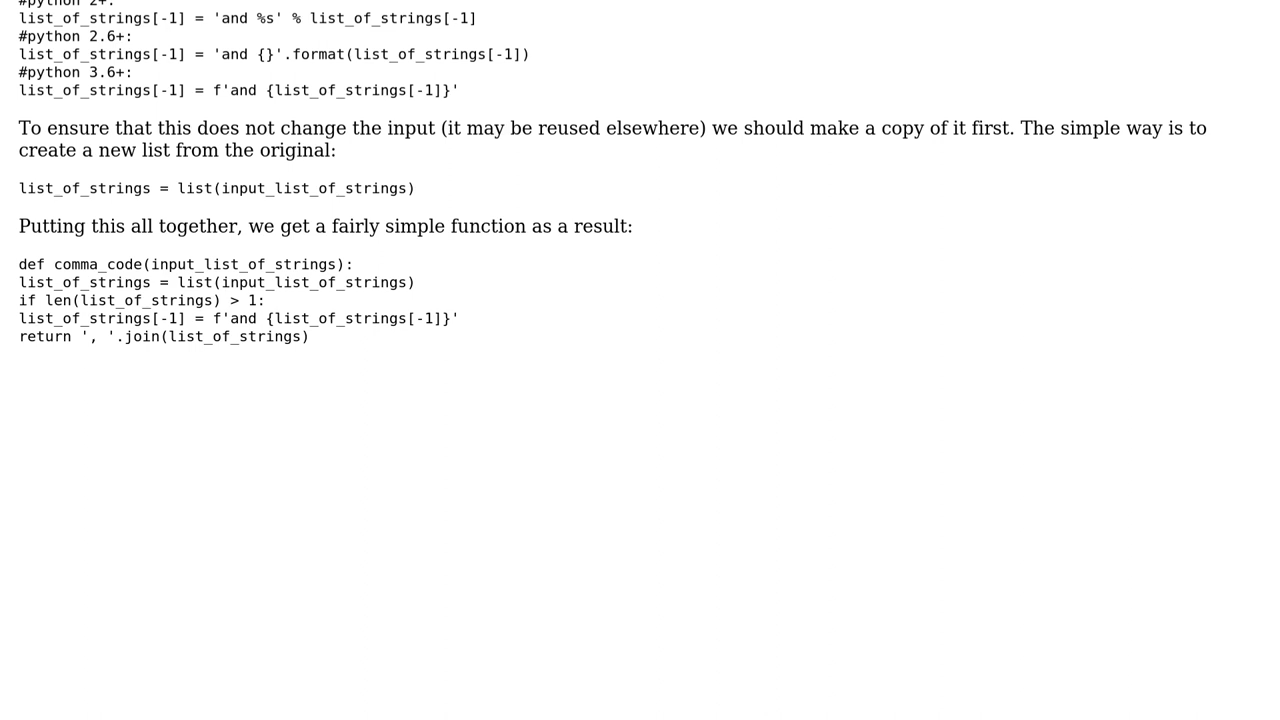 #python 2+:
list_of_strings[-1] = 'and %s' % list_of_strings[-1]
#python 2.6+:
list_of_strings[-1] = 'and {}'.format(list_of_strings[-1])
#python 3.6+:
list_of_strings[-1] = f'and {list_of_strings[-1]}'
To ensure that this does not change the input (it may be reused elsewhere) we should make a copy of it first. The simple way is to
create a new list from the original:
list_of_strings = list(input_list_of_strings)
Putting this all together, we get a fairly simple function as a result:
def comma_code(input_list_of_strings):
list_of_strings = list(input_list_of_strings)
if len(list_of_strings) > 1:
list_of_strings[-1] = f'and {list_of_strings[-1]}'
return ', '.join(list_of_strings)